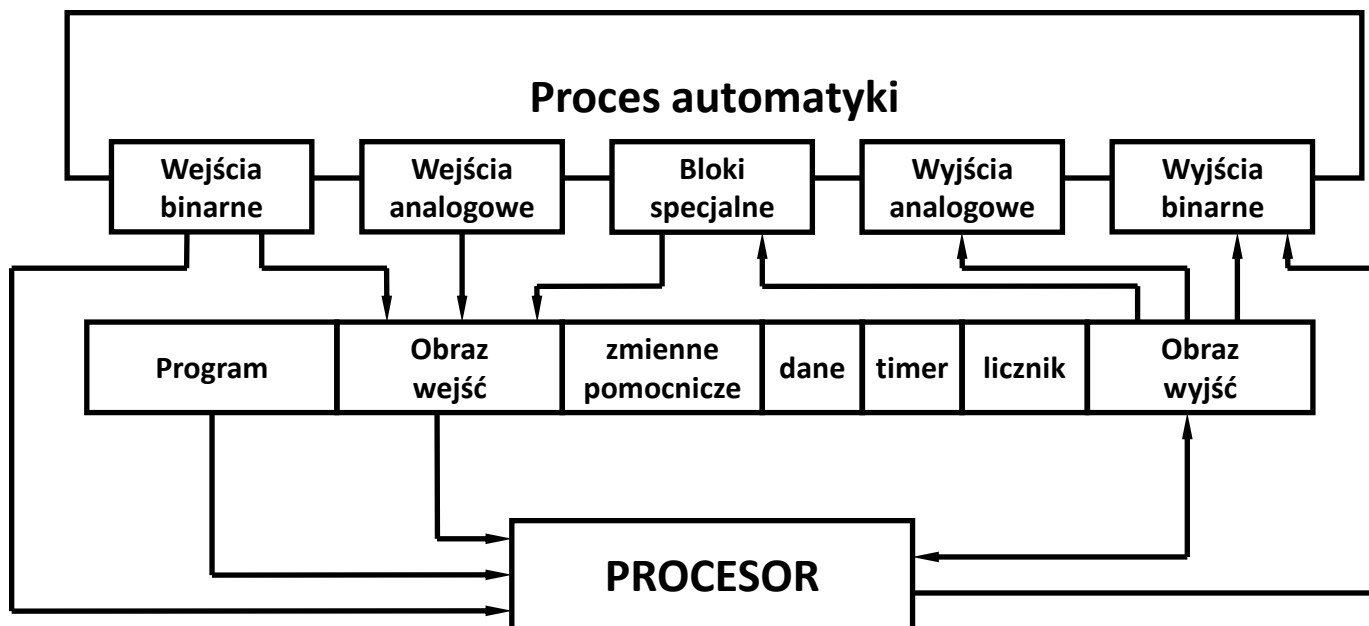 Proces automatyki
Wejścia
binarne
Wejścia
analogowe
Bloki
specjalne
Wyjścia
analogowe
Wyjścia
binarne
Program
Obraz
wejść
zmienne
pomocnicze
dane
timer
licznik
Obraz
wyjść
PROCESOR